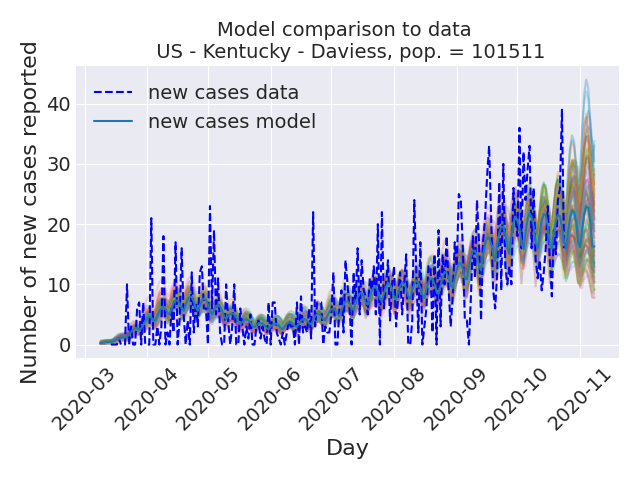 Model comparison to data
US - Kentucky - Daviess, pop. = 101511
new cases data
new cases model
Number of new cases reported
40
30
20
10
0
2020-03
2020-04
2020-05
2020-06
2020-07
2020-08
2020-09
2020-10
2020-11
Day